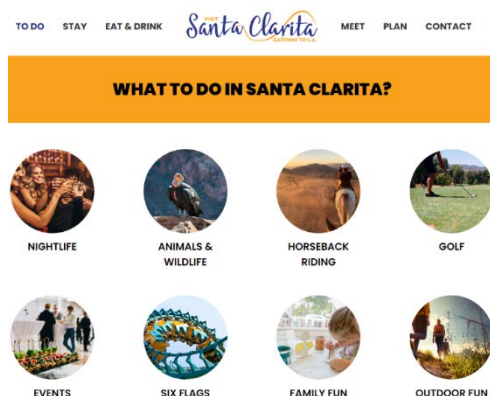 TO DO STAY EAT & DRINK VISIT Santa Clarita GATEWAY TO L.A. MEET PLAN CONTACT
WHAT TO DO IN SANTA CLARITA?
NIGHTLIFE
ANIMALS &
WILDLIFE
HORSEBACK
RIDING
GOLF
EVENTS
SIX FLAGS
FAMILY FUN
OUTDOOR FUN